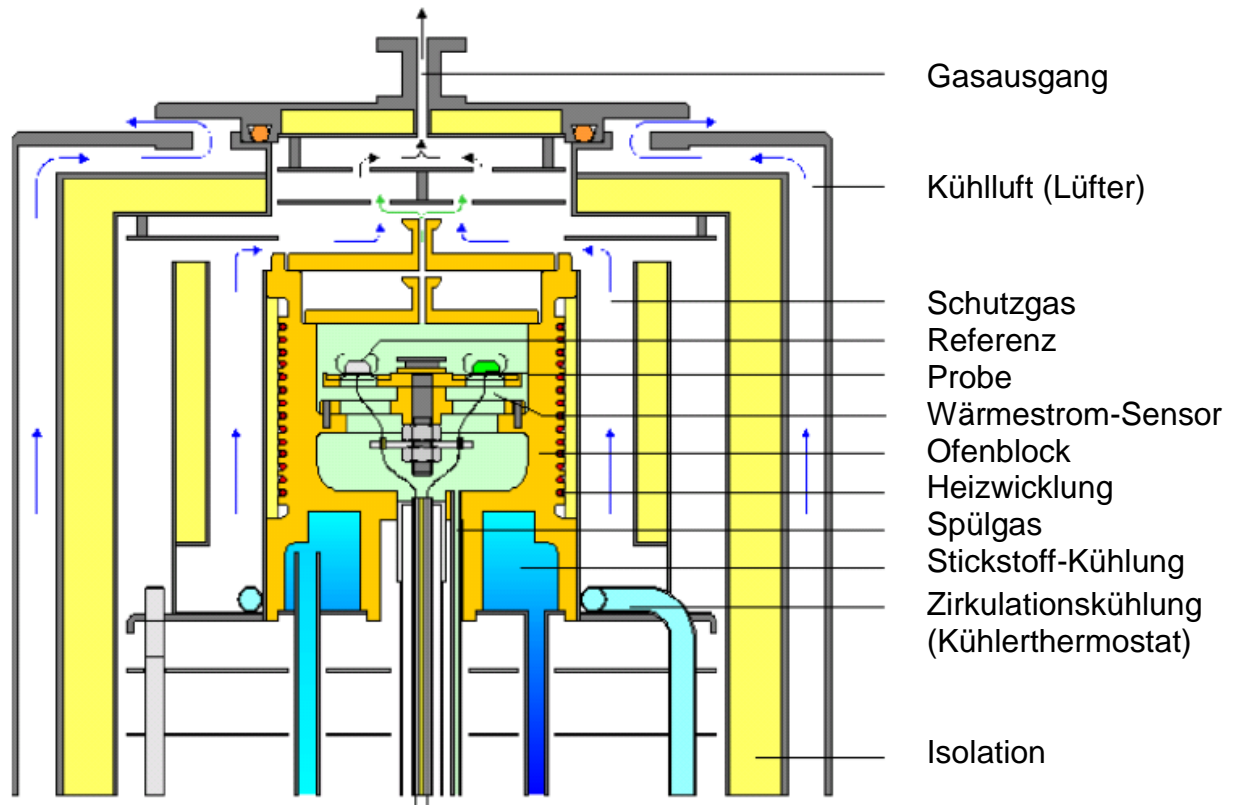 Gasausgang
Kühlluft (Lüfter)
Schutzgas
Referenz
Probe
Wärmestrom-Sensor
Ofenblock
Heizwicklung
Spülgas
Stickstoff-Kühlung
Zirkulationskühlung
(Kühlerthermostat)
Isolation